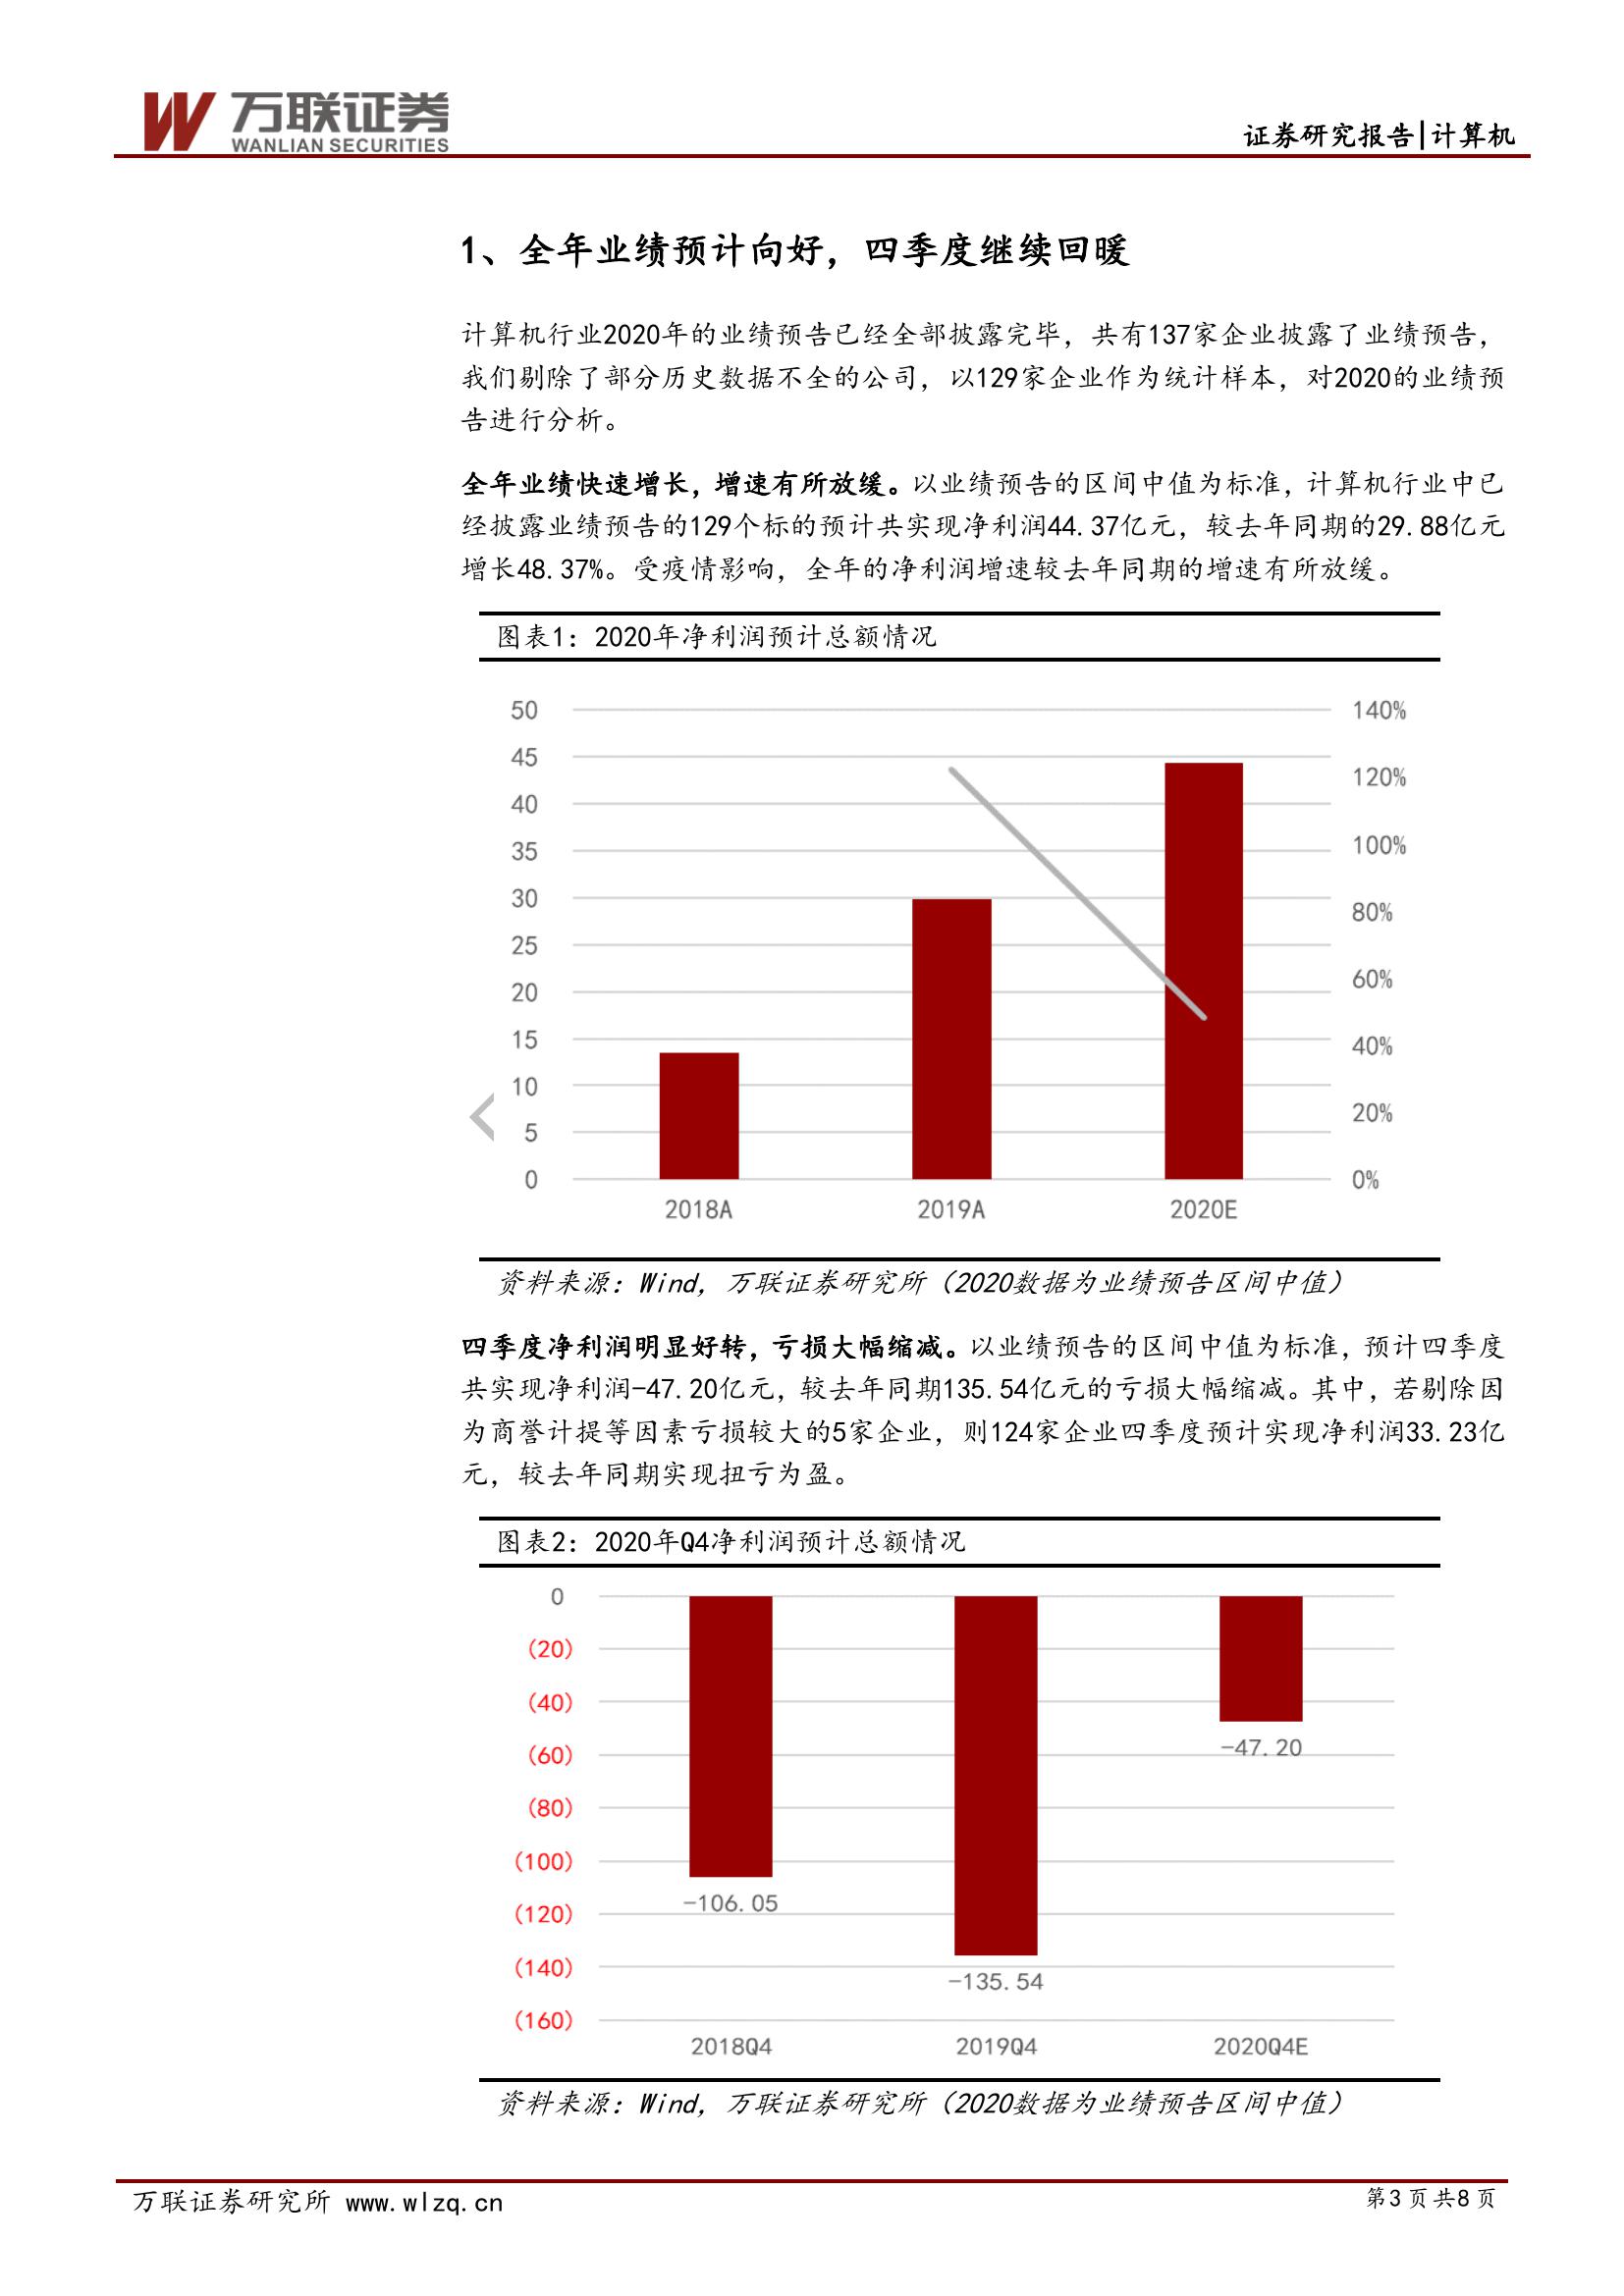 万联证券
WANLIAN SECURITIES
证券研究报告|计算机
1、全年业绩预计向好，四季度继续回暖
计算机行业2020年的业绩预告已经全部披露完毕，共有137家企业披露了业绩预告，
我们剔除了部分历史数据不全的公司，以129家企业作为统计样本，对2020的业绩预
告进行分析。
全年业绩快速增长，增速有所放缓。以业绩预告的区间中值为标准，计算机行业中已
经披露业绩预告的129个标的预计共实现净利润44.37亿元，较去年同期的29.88亿元
增长48.37%。受疫情影响，全年的净利润增速较去年同期的增速有所放缓。
图表1：2020年净利润预计总额情况
50 140%
45
120%
40
35 100%
30
80%
25
20 60%
15
40%
10
20%
5
0 0%
2018A 2019A 2020E
资料来源：Wind，万联证券研究所（2020数据为业绩预告区间中值）
四季度净利润明显好转，亏损大幅缩减。以业绩预告的区间中值为标准，预计四季度
共实现净利润-47.20亿元，较去年同期135.54亿元的亏损大幅缩减。其中，若剔除因
为商誉计提等因素亏损较大的5家企业，则124家企业四季度预计实现净利润33.23亿
元，较去年同期实现扭亏为盈。
图表2：2020年Q4净利润预计总额情况
0
(20)
(40)
-47.20
(60)
(80)
(100)
-106.05
(120)
(140)
-135.54
(160)
2018Q4 2019Q4 2020Q4E
资料来源：Wind，万联证券研究所（2020数据为业绩预告区间中值）
万联证券研究所 www.wlzq.cn 第3页共8页